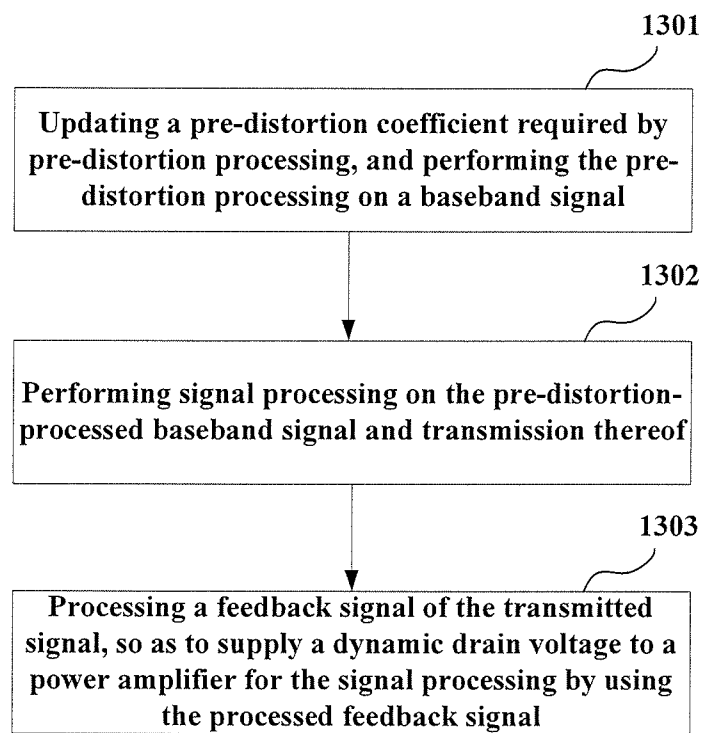 1301
Updating a pre-distortion coefficient required by
pre-distortion processing, and performing the pre-
distortion processing on a baseband signal
1302
Performing signal processing on the pre-distortion-
processed baseband signal and transmission thereof
1303
Processing a feedback signal of the transmitted
signal, so as to supply a dynamic drain voltage to a
power amplifier for the signal processing by using
the processed feedback signal